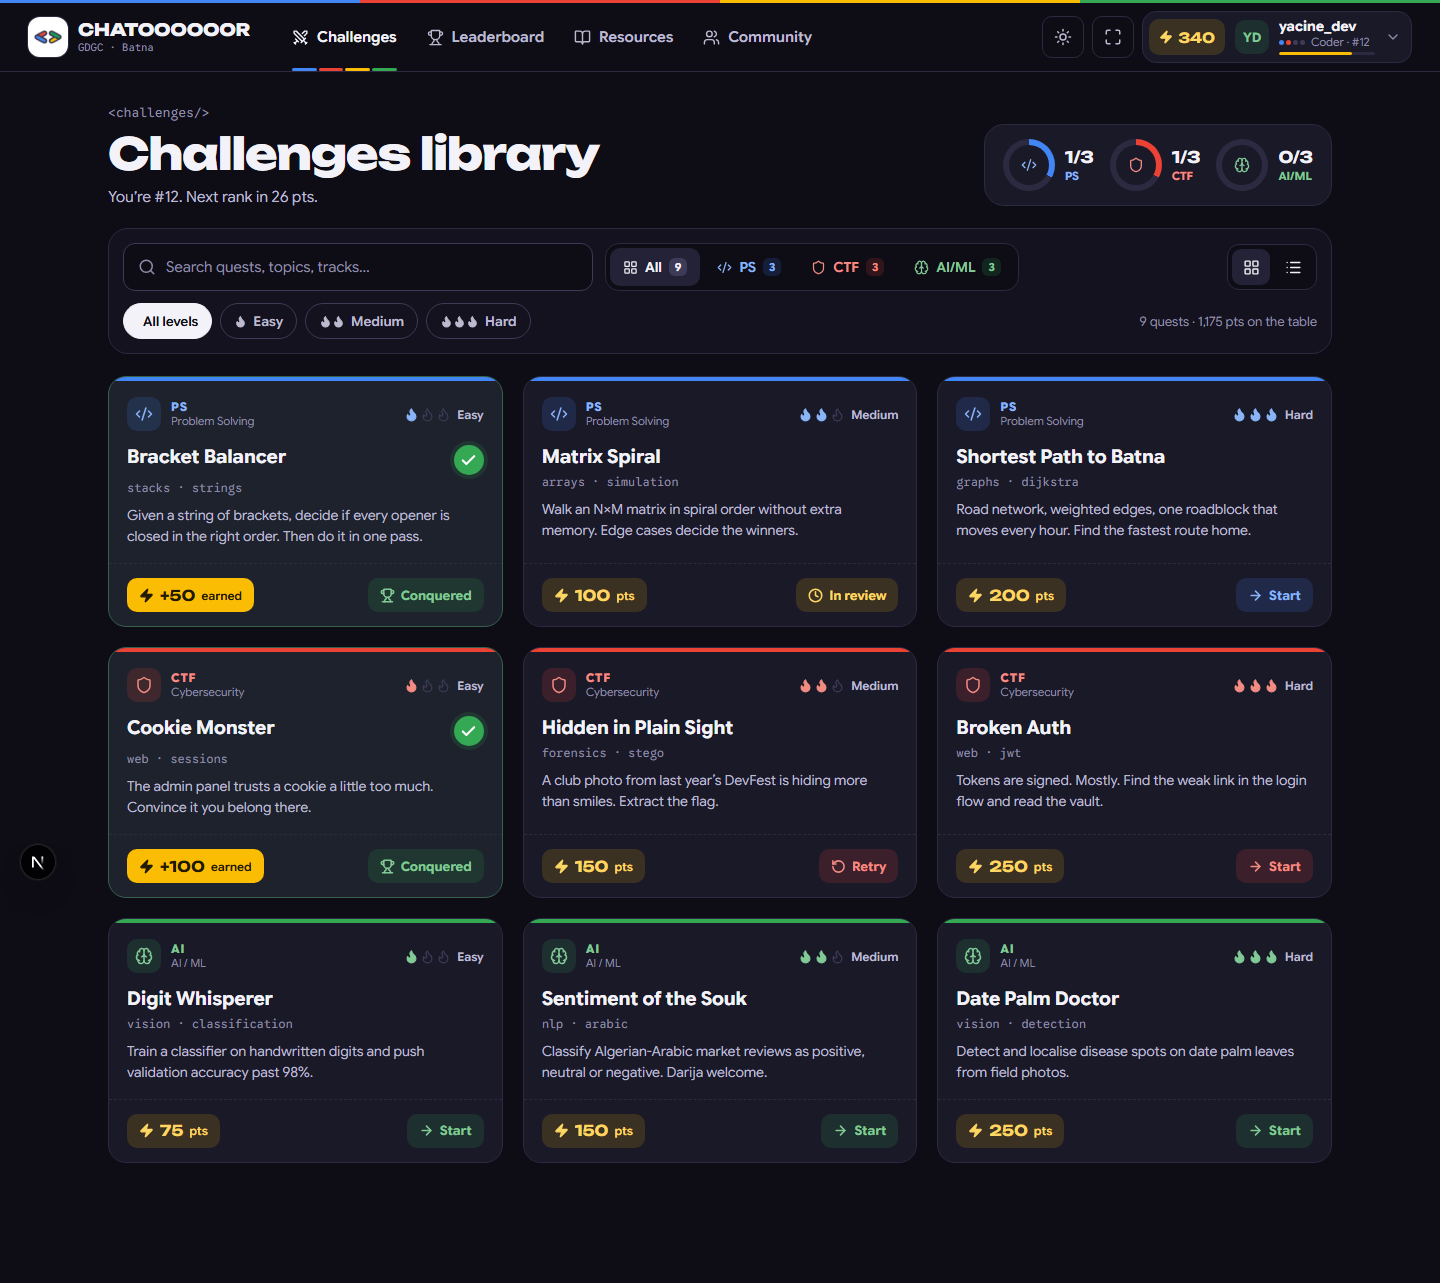 CHATOOOOOOR
GDGC · Batna
Challenges
Leaderboard
Resources
Community
340
YD
yacine_dev
Coder · #12
<challenges/>
Challenges library
You're #12. Next rank in 26 pts.
1/3
PS
1/3
CTF
0/3
AI/ML
Search quests, topics, tracks...
All 9
PS 3
CTF 3
AI/ML 3
All levels
Easy
Medium
Hard
9 quests · 1,175 pts on the table
PS
Problem Solving
Easy
Bracket Balancer
stacks · strings
Given a string of brackets, decide if every opener is
closed in the right order. Then do it in one pass.
+50 earned
Conquered
PS
Problem Solving
Medium
Matrix Spiral
arrays · simulation
Walk an N×M matrix in spiral order without extra
memory. Edge cases decide the winners.
100 pts
In review
PS
Problem Solving
Hard
Shortest Path to Batna
graphs · dijkstra
Road network, weighted edges, one roadblock that
moves every hour. Find the fastest route home.
200 pts
Start
CTF
Cybersecurity
Easy
Cookie Monster
web · sessions
The admin panel trusts a cookie a little too much.
Convince it you belong there.
+100 earned
Conquered
CTF
Cybersecurity
Medium
Hidden in Plain Sight
forensics · stego
A club photo from last year's DevFest is hiding more
than smiles. Extract the flag.
150 pts
Retry
CTF
Cybersecurity
Hard
Broken Auth
web · jwt
Tokens are signed. Mostly. Find the weak link in the login
flow and read the vault.
250 pts
Start
N
AI
AI / ML
Easy
Digit Whisperer
vision · classification
Train a classifier on handwritten digits and push
validation accuracy past 98%.
75 pts
Start
AI
AI / ML
Medium
Sentiment of the Souk
nlp · arabic
Classify Algerian-Arabic market reviews as positive,
neutral or negative. Darija welcome.
150 pts
Start
AI
AI / ML
Hard
Date Palm Doctor
vision · detection
Detect and localise disease spots on date palm leaves
from field photos.
250 pts
Start